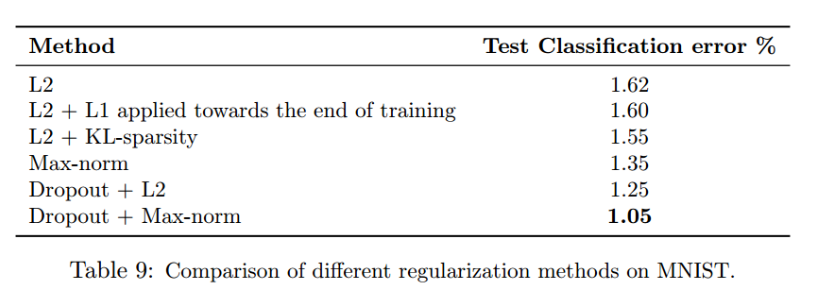 Method Test Classification error %
L2 1.62
L2 + L1 applied towards the end of training 1.60
L2 + KL-sparsity 1.55
Max-norm 1.35
Dropout + L2 1.25
Dropout + Max-norm 1.05
Table 9: Comparison of different regularization methods on MNIST.